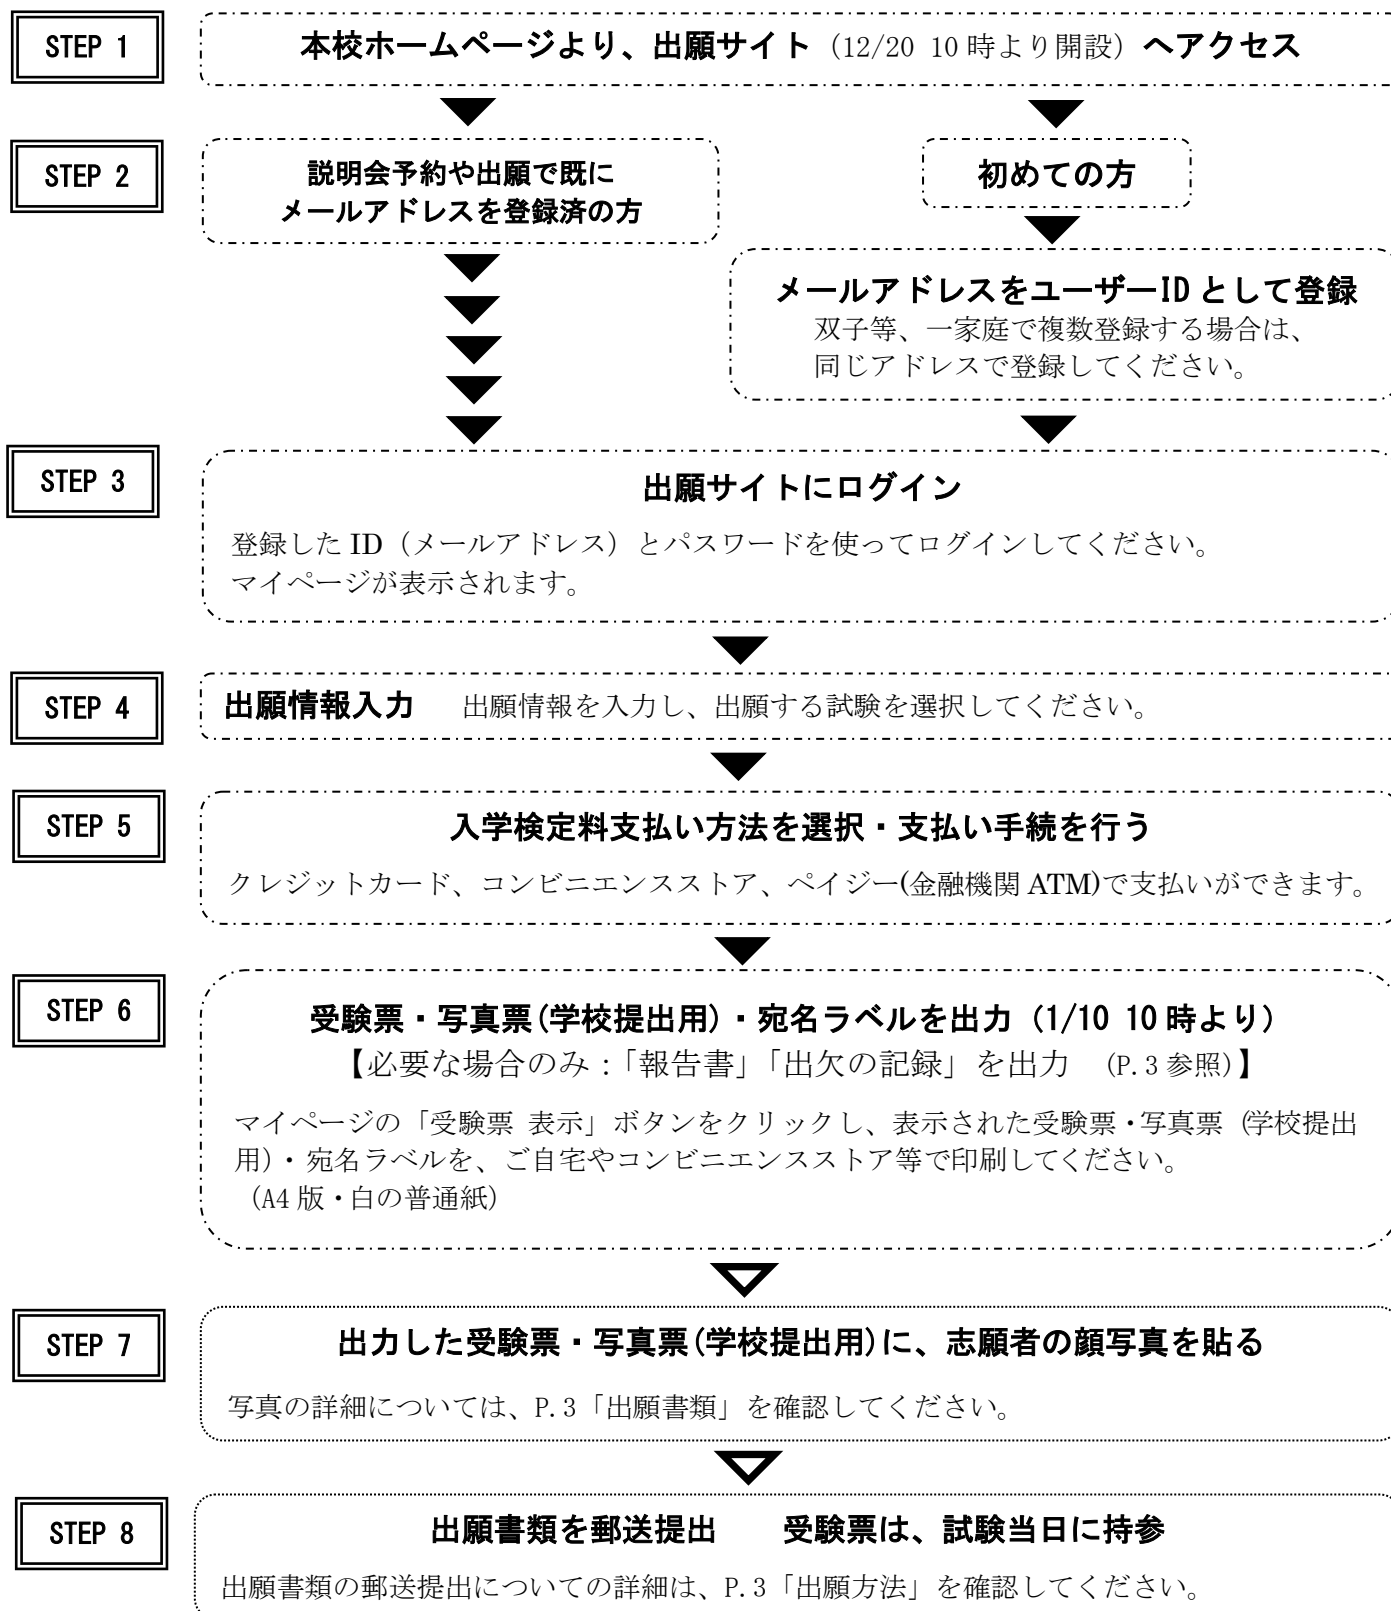 STEP 1
本校ホームページより、出願サイト（12/20 10時より開設）へアクセス
STEP 2
説明会予約や出願で既に
メールアドレスを登録済の方
初めての方
メールアドレスをユーザーIDとして登録
双子等、一家庭で複数登録する場合は、
同じアドレスで登録してください。
STEP 3
出願サイトにログイン
登録したID（メールアドレス）とパスワードを使ってログインしてください。
マイページが表示されます。
STEP 4
出願情報入力　出願情報を入力し、出願する試験を選択してください。
STEP 5
入学検定料支払い方法を選択・支払い手続を行う
クレジットカード、コンビニエンスストア、ペイジー(金融機関ATM)で支払いができます。
STEP 6
受験票・写真票(学校提出用)・宛名ラベルを出力（1/10 10時より）
【必要な場合のみ：「報告書」「出欠の記録」を出力　(P.3参照)】
マイページの「受験票 表示」ボタンをクリックし、表示された受験票・写真票（学校提出
用）・宛名ラベルを、ご自宅やコンビニエンスストア等で印刷してください。
（A4版・白の普通紙）
STEP 7
出力した受験票・写真票(学校提出用)に、志願者の顔写真を貼る
写真の詳細については、P.3「出願書類」を確認してください。
STEP 8
出願書類を郵送提出　　受験票は、試験当日に持参
出願書類の郵送提出についての詳細は、P.3「出願方法」を確認してください。